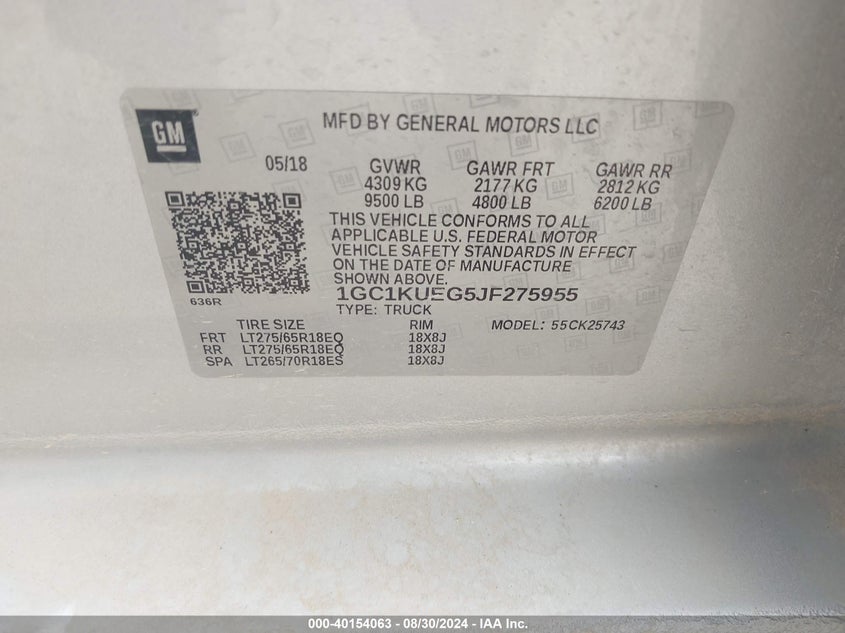 GM
MFD BY GENERAL MOTORS LLC
05/18 GVWR GAWR FRT GAWR RR
4309 KG 2177 KG 2812 KG
9500 LB 4800 LB 6200 LB
THIS VEHICLE CONFORMS TO ALL
APPLICABLE U.S. FEDERAL MOTOR
VEHICLE SAFETY STANDARDS IN EFFECT
ON THE DATE OF MANUFACTURE
SHOWN ABOVE.
636R 1GC1KUEG5JF275955
TYPE: TRUCK
TIRE SIZE RIM MODEL: 55CK25743
FRT LT275/65R18EQ 18X8J
RR LT275/65R18EQ 18X8J
SPA LT265/70R18ES 18X8J
000-40154063 - 08/30/2024 - IAA Inc.